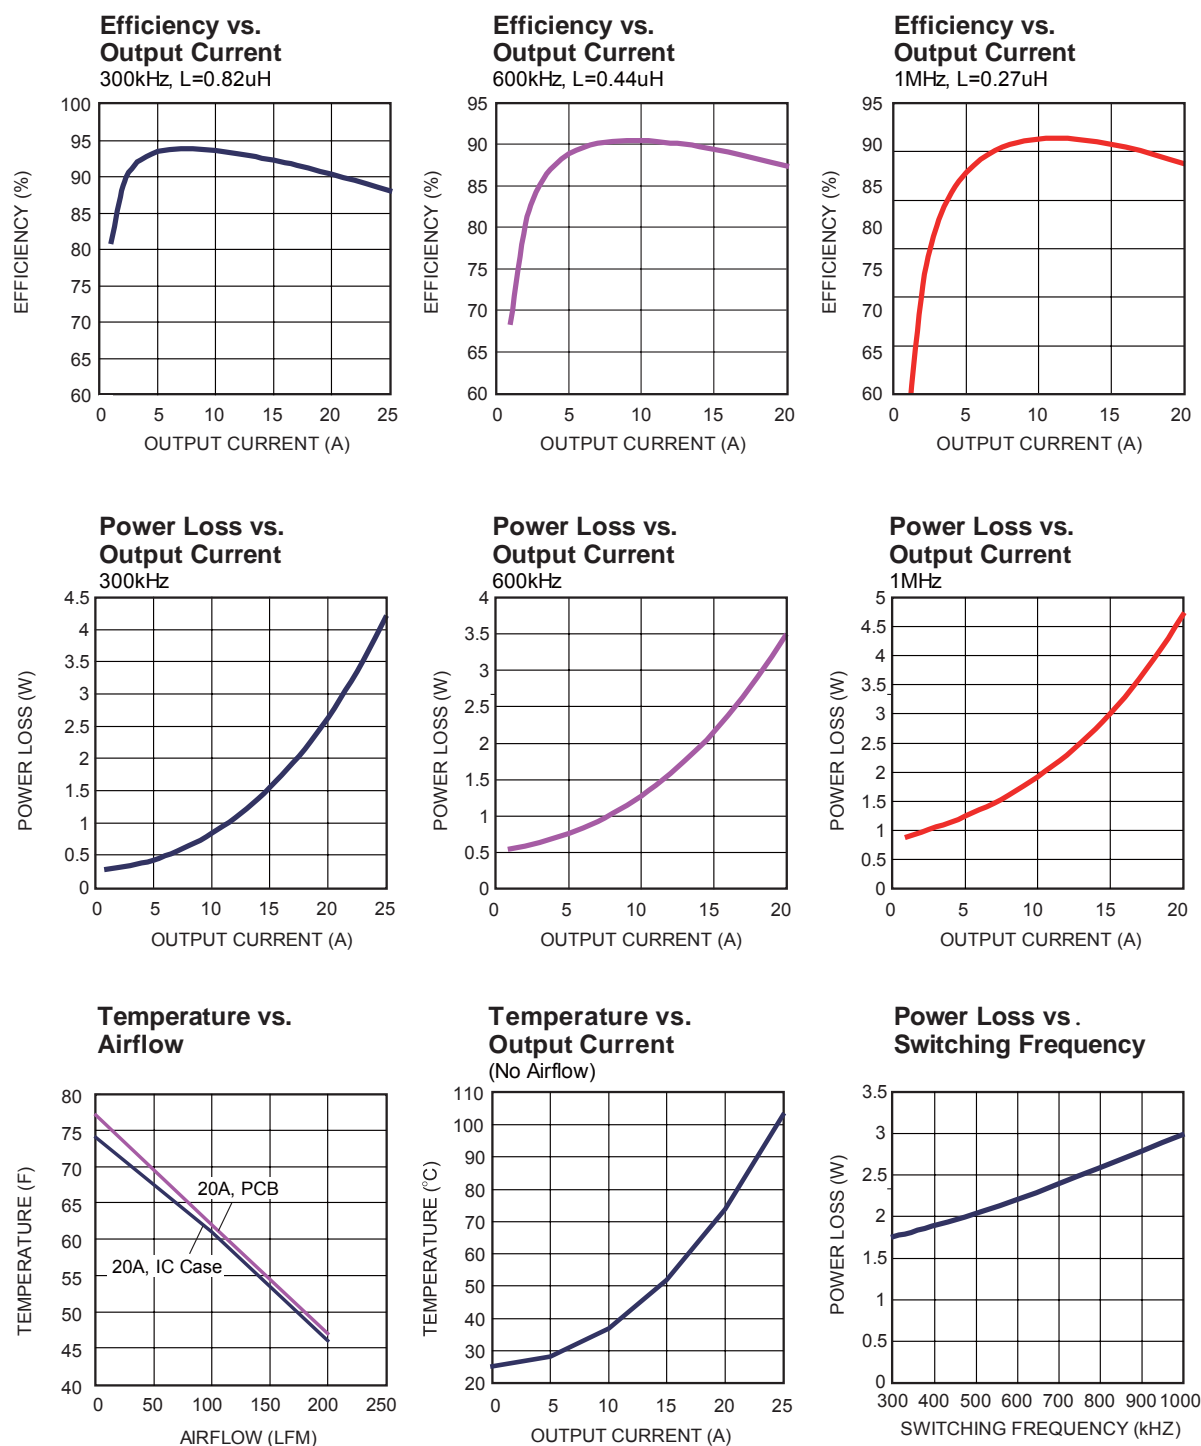 Efficiency vs.
Output Current
300kHz, L=0.82uH
100
95
90
85
80
75
70
65
60
EFFICIENCY (%)
0 5 10 15 20 25
OUTPUT CURRENT (A)
Efficiency vs.
Output Current
600kHz, L=0.44uH
95
90
85
80
75
70
65
60
EFFICIENCY (%)
0 5 10 15 20
OUTPUT CURRENT (A)
Efficiency vs.
Output Current
1MHz, L=0.27uH
95
90
85
80
75
70
65
60
EFFICIENCY (%)
0 5 10 15 20
OUTPUT CURRENT (A)
Power Loss vs.
Output Current
300kHz
4.5
4
3.5
3
2.5
2
1.5
1
0.5
0
POWER LOSS (W)
0 5 10 15 20 25
OUTPUT CURRENT (A)
Power Loss vs.
Output Current
600kHz
4
3.5
3
2.5
2
1.5
1
0.5
0
POWER LOSS (W)
0 5 10 15 20
OUTPUT CURRENT (A)
Power Loss vs.
Output Current
1MHz
5
4.5
4
3.5
3
2.5
2
1.5
1
0.5
0
POWER LOSS (W)
0 5 10 15 20
OUTPUT CURRENT (A)
Temperature vs.
Airflow
80
75
70
65
60
55
50
45
40
TEMPERATURE (F)
20A, PCB
20A, IC Case
0 50 100 150 200 250
AIRFLOW (LFM)
Temperature vs.
Output Current
(No Airflow)
110
100
90
80
70
60
50
40
30
20
TEMPERATURE (°C)
0 5 10 15 20 25
OUTPUT CURRENT (A)
Power Loss vs.
Switching Frequency
3.5
3
2.5
2
1.5
1
0.5
0
POWER LOSS (W)
300 400 500 600 700 800 900 1000
SWITCHING FREQUENCY (kHZ)